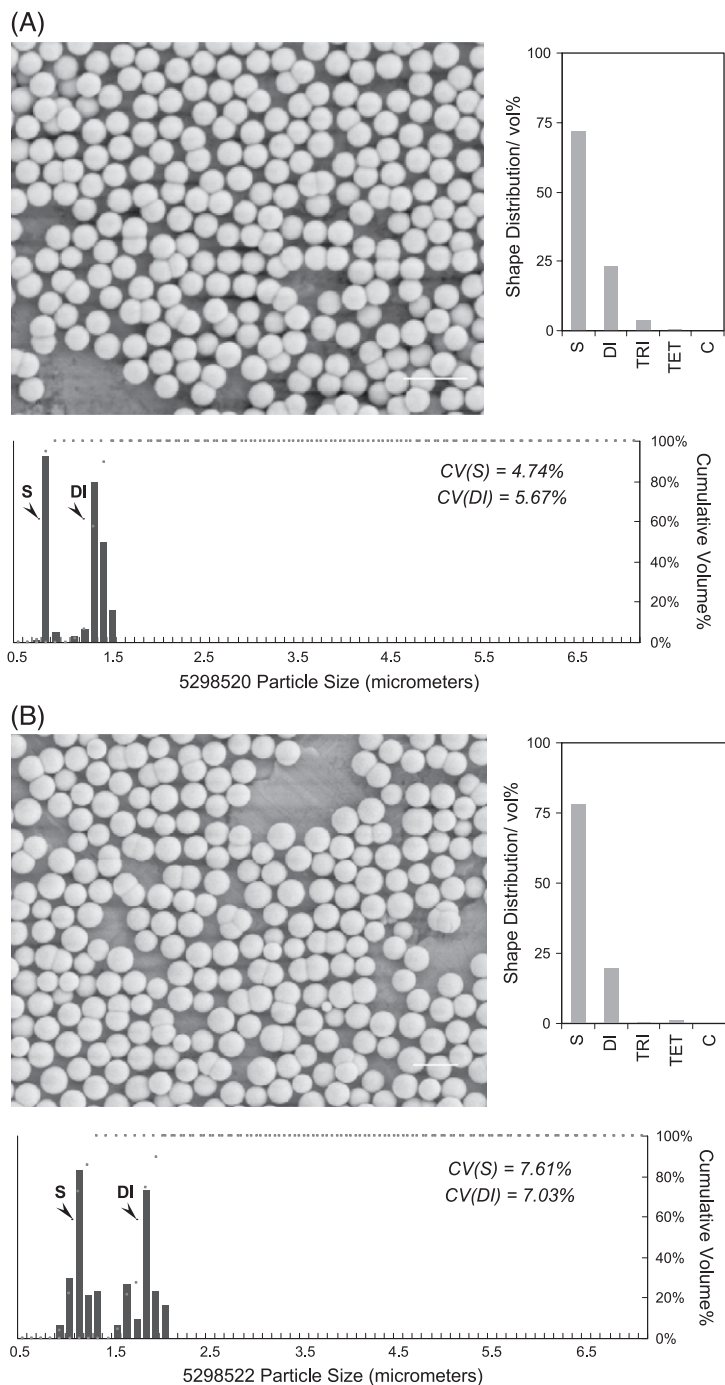 (A)
100
75
50
25
0
Shape Distribution/ vol%
S DI TRI TET C
S DI
CV(S) = 4.74%
CV(DI) = 5.67%
100%
80%
60%
40%
20%
0%
Cumulative Volume%
0.5 1.5 2.5 3.5 4.5 5.5 6.5
5298520 Particle Size (micrometers)
(B)
100
75
50
25
0
Shape Distribution/ vol%
S DI TRI TET C
S DI
CV(S) = 7.61%
CV(DI) = 7.03%
100%
80%
60%
40%
20%
0%
Cumulative Volume%
0.5 1.5 2.5 3.5 4.5 5.5 6.5
5298522 Particle Size (micrometers)